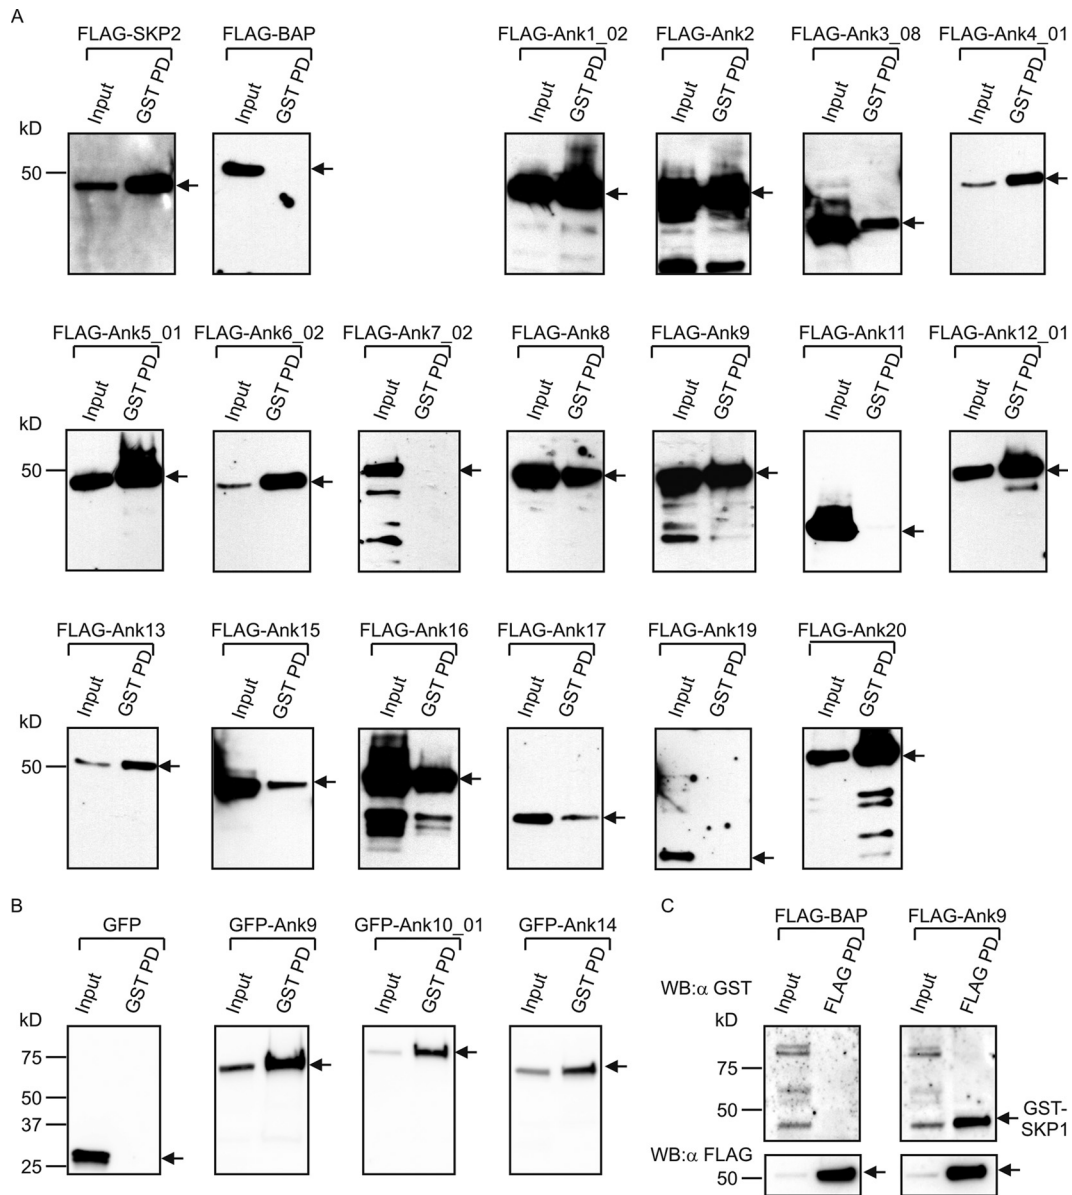 A
FLAG-SKP2 FLAG-BAP FLAG-Ank1_02 FLAG-Ank2 FLAG-Ank3_08 FLAG-Ank4_01
Input GST PD Input GST PD Input GST PD Input GST PD Input GST PD Input GST PD
kD
50
FLAG-Ank5_01 FLAG-Ank6_02 FLAG-Ank7_02 FLAG-Ank8 FLAG-Ank9 FLAG-Ank11 FLAG-Ank12_01
Input GST PD Input GST PD Input GST PD Input GST PD Input GST PD Input GST PD Input GST PD
kD
50
FLAG-Ank13 FLAG-Ank15 FLAG-Ank16 FLAG-Ank17 FLAG-Ank19 FLAG-Ank20
Input GST PD Input GST PD Input GST PD Input GST PD Input GST PD Input GST PD
kD
50
B
GFP GFP-Ank9 GFP-Ank10_01 GFP-Ank14
Input GST PD Input GST PD Input GST PD Input GST PD
kD
75
50
37
25
C
FLAG-BAP FLAG-Ank9
Input FLAG PD Input FLAG PD
WB:α GST
kD
75
50
GST-
SKP1
WB:α FLAG
50